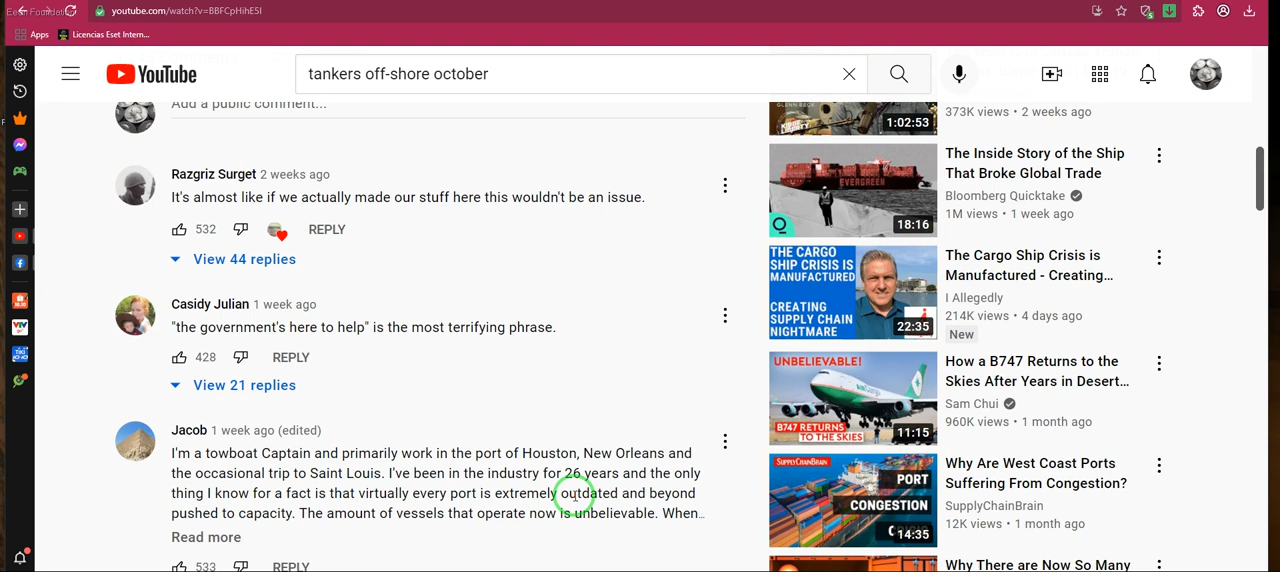 Eesti Foundation
youtube.com/watch?v=BBFCpHihE5I
Apps
Licencias Eset Intern...
YouTube
tankers off-shore october
Add a public comment...
Razgriz Surget 2 weeks ago
It's almost like if we actually made our stuff here this wouldn't be an issue.
532
REPLY
View 44 replies
Casidy Julian 1 week ago
"the government's here to help" is the most terrifying phrase.
428
REPLY
View 21 replies
Jacob 1 week ago (edited)
I'm a towboat Captain and primarily work in the port of Houston, New Orleans and
the occasional trip to Saint Louis. I've been in the industry for 26 years and the only
thing I know for a fact is that virtually every port is extremely outdated and beyond
pushed to capacity. The amount of vessels that operate now is unbelievable. When...
Read more
533
REPLY
GLENN BECK
1:02:53
373K views • 2 weeks ago
EVERGREEN
18:16
The Inside Story of the Ship
That Broke Global Trade
Bloomberg Quicktake
1M views • 1 week ago
THE CARGO
SHIP CRISIS IS
MANUFACTURED
CREATING
SUPPLY CHAIN
NIGHTMARE
22:35
The Cargo Ship Crisis is
Manufactured - Creating...
I Allegedly
214K views • 4 days ago
New
UNBELIEVABLE!
B747 RETURNS
TO THE SKIES
11:15
How a B747 Returns to the
Skies After Years in Desert...
Sam Chui
960K views • 1 month ago
SUPPLYCHAINBRAIN
PORT
CONGESTION
14:35
Why Are West Coast Ports
Suffering From Congestion?
SupplyChainBrain
12K views • 1 month ago
Why There are Now So Many